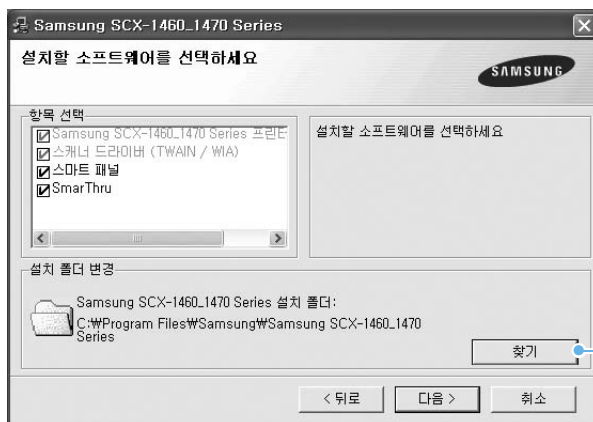 Samsung SCX-1460_1470 Series
설치할 소프트웨어를 선택하세요
SAMSUNG
항목 선택
Samsung SCX-1460_1470 Series
스캐너 드라이버 (TWAIN / WIA)
스마트 패널
SmarThru
설치할 소프트웨어를 선택하세요
설치 폴더 변경
Samsung SCX-1460_1470 Series 설치 폴더:
C:₩Program Files₩Samsung₩Samsung SCX-1460_1470
Series
찾기
< 뒤로
다음 >
취소